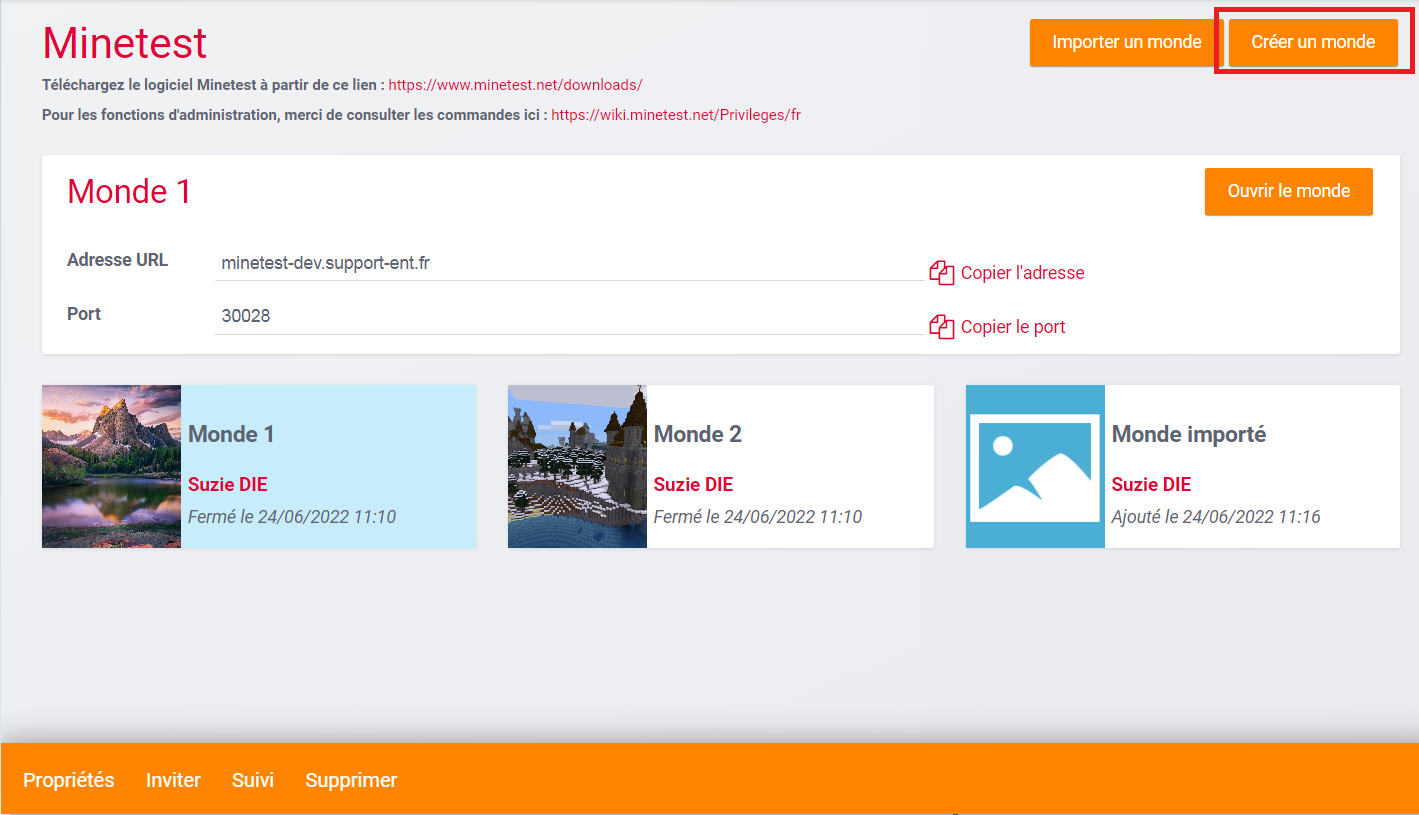 Minetest
Importer un monde
Créer un monde
Téléchargez le logiciel Minetest à partir de ce lien : https://www.minetest.net/downloads/
Pour les fonctions d'administration, merci de consulter les commandes ici : https://wiki.minetest.net/Privileges/fr
Monde 1
Ouvrir le monde
Adresse URL
minetest-dev.support-ent.fr
Copier l'adresse
Port
30028
Copier le port
Monde 1
Suzie DIE
Fermé le 24/06/2022 11:10
Monde 2
Suzie DIE
Fermé le 24/06/2022 11:10
Monde importé
Suzie DIE
Ajouté le 24/06/2022 11:16
Propriétés Inviter Suivi Supprimer